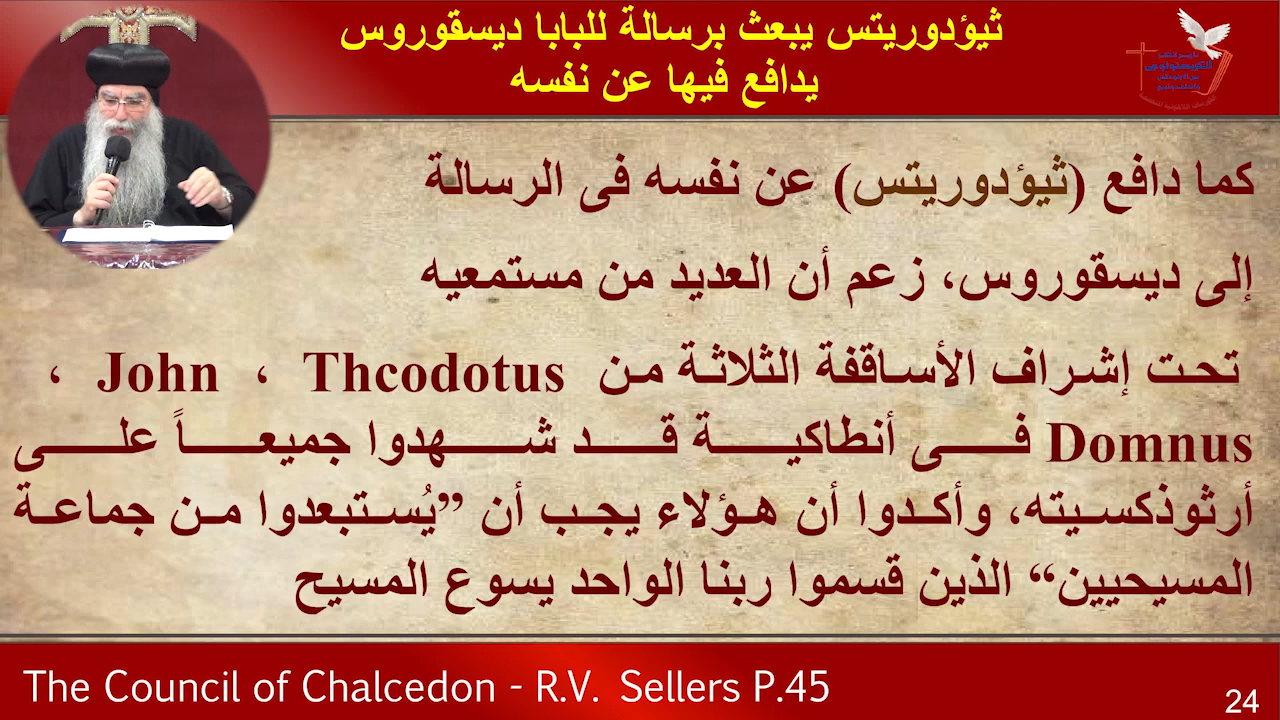 ثيؤدوريتس يبعث برسالة للبابا ديسقوروس
يدافع فيها عن نفسه
كما دافع (ثيؤدوريتس) عن نفسه فى الرسالة
إلى ديسقوروس، زعم أن العديد من مستمعيه
تحت إشراف الأساقفة الثلاثة من Thcodotus ، John ،
Domnus فى أنطاكية قد شهدوا جميعاً على
أرثوذكسيته، وأكدوا أن هؤلاء يجب أن ”يُستبعدوا من جماعة
المسيحيين“ الذين قسموا ربنا الواحد يسوع المسيح
The Council of Chalcedon - R.V. Sellers P.45
24